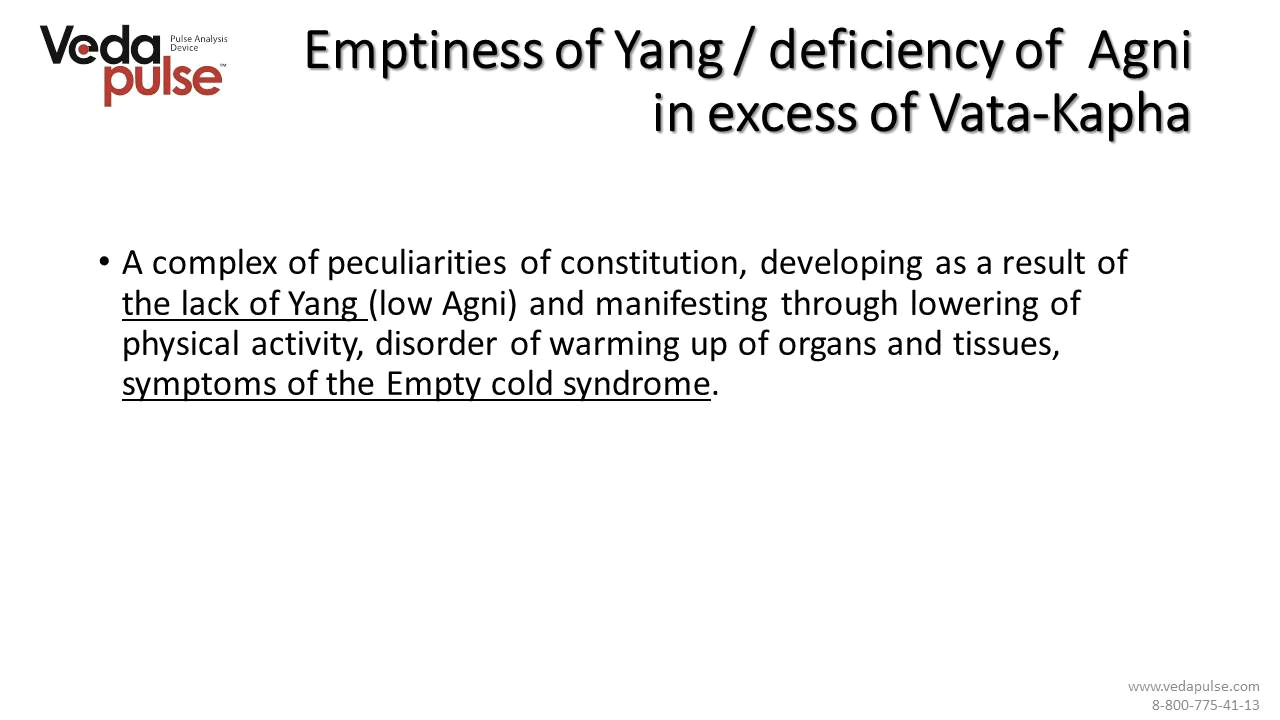 Veda
pulse™
Pulse Analysis
Device
Emptiness of Yang / deficiency of Agni
in excess of Vata-Kapha
• A complex of peculiarities of constitution, developing as a result of
the lack of Yang (low Agni) and manifesting through lowering of
physical activity, disorder of warming up of organs and tissues,
symptoms of the Empty cold syndrome.
www.vedapulse.com
8-800-775-41-13